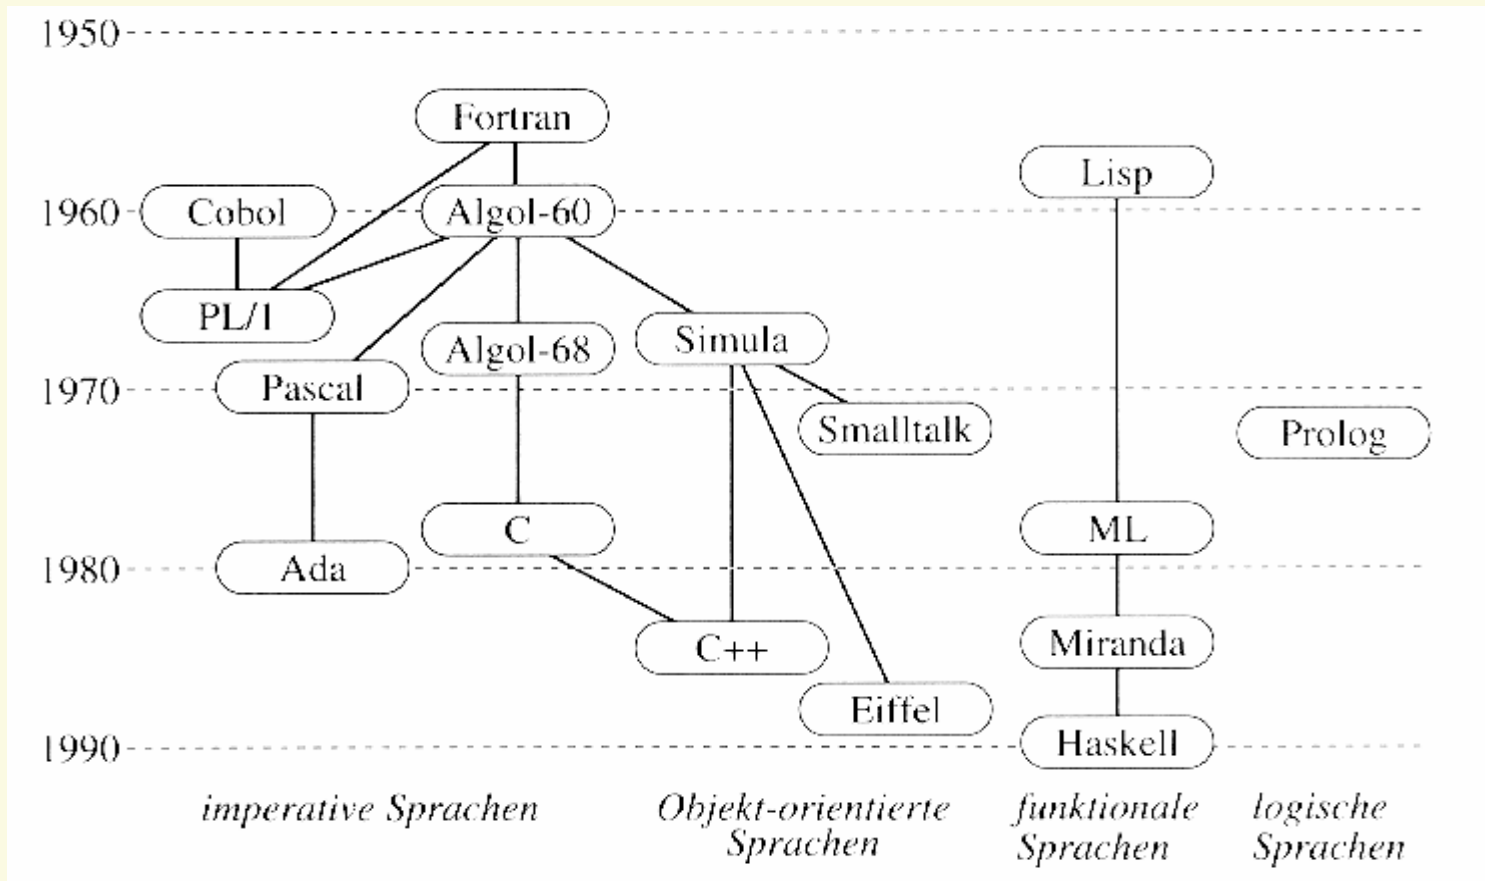 1950
Fortran
Lisp
1960
Cobol
Algol-60
PL/1
Simula
Algol-68
1970
Pascal
Smalltalk
Prolog
C
ML
1980
Ada
C++
Miranda
Eiffel
1990
Haskell
imperative Sprachen
Objekt-orientierte
Sprachen
funktionale
Sprachen
logische
Sprachen